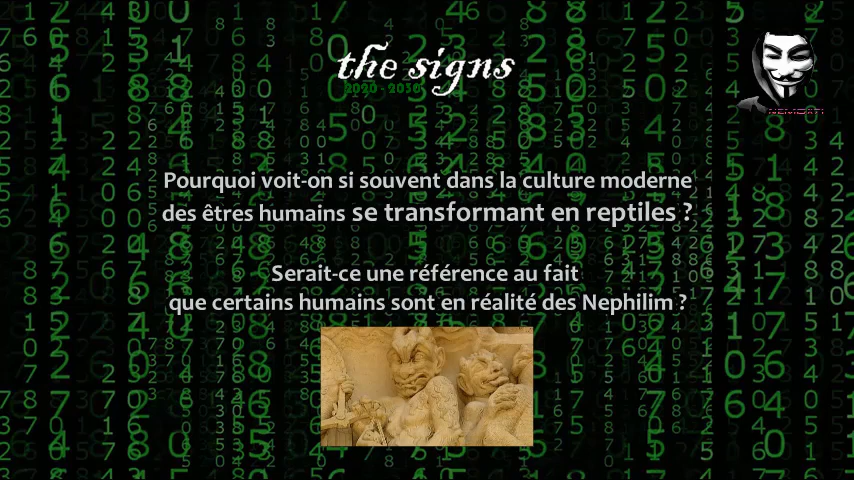 the signs
2020 - 2030
Pourquoi voit-on si souvent dans la culture moderne
des êtres humains se transformant en reptiles ?
Serait-ce une référence au fait
que certains humains sont en réalité des Nephilim ?